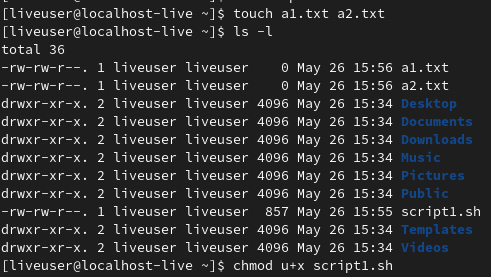 [liveuser@localhost-live ~]$ touch a1.txt a2.txt
[liveuser@localhost-live ~]$ ls -l
total 36
-rw-rw-r--. 1 liveuser liveuser    0 May 26 15:56 a1.txt
-rw-rw-r--. 1 liveuser liveuser    0 May 26 15:56 a2.txt
drwxr-xr-x. 2 liveuser liveuser 4096 May 26 15:34 Desktop
drwxr-xr-x. 2 liveuser liveuser 4096 May 26 15:34 Documents
drwxr-xr-x. 2 liveuser liveuser 4096 May 26 15:34 Downloads
drwxr-xr-x. 2 liveuser liveuser 4096 May 26 15:34 Music
drwxr-xr-x. 2 liveuser liveuser 4096 May 26 15:34 Pictures
drwxr-xr-x. 2 liveuser liveuser 4096 May 26 15:34 Public
-rw-rw-r--. 1 liveuser liveuser  857 May 26 15:55 script1.sh
drwxr-xr-x. 2 liveuser liveuser 4096 May 26 15:34 Templates
drwxr-xr-x. 2 liveuser liveuser 4096 May 26 15:34 Videos
[liveuser@localhost-live ~]$ chmod u+x script1.sh